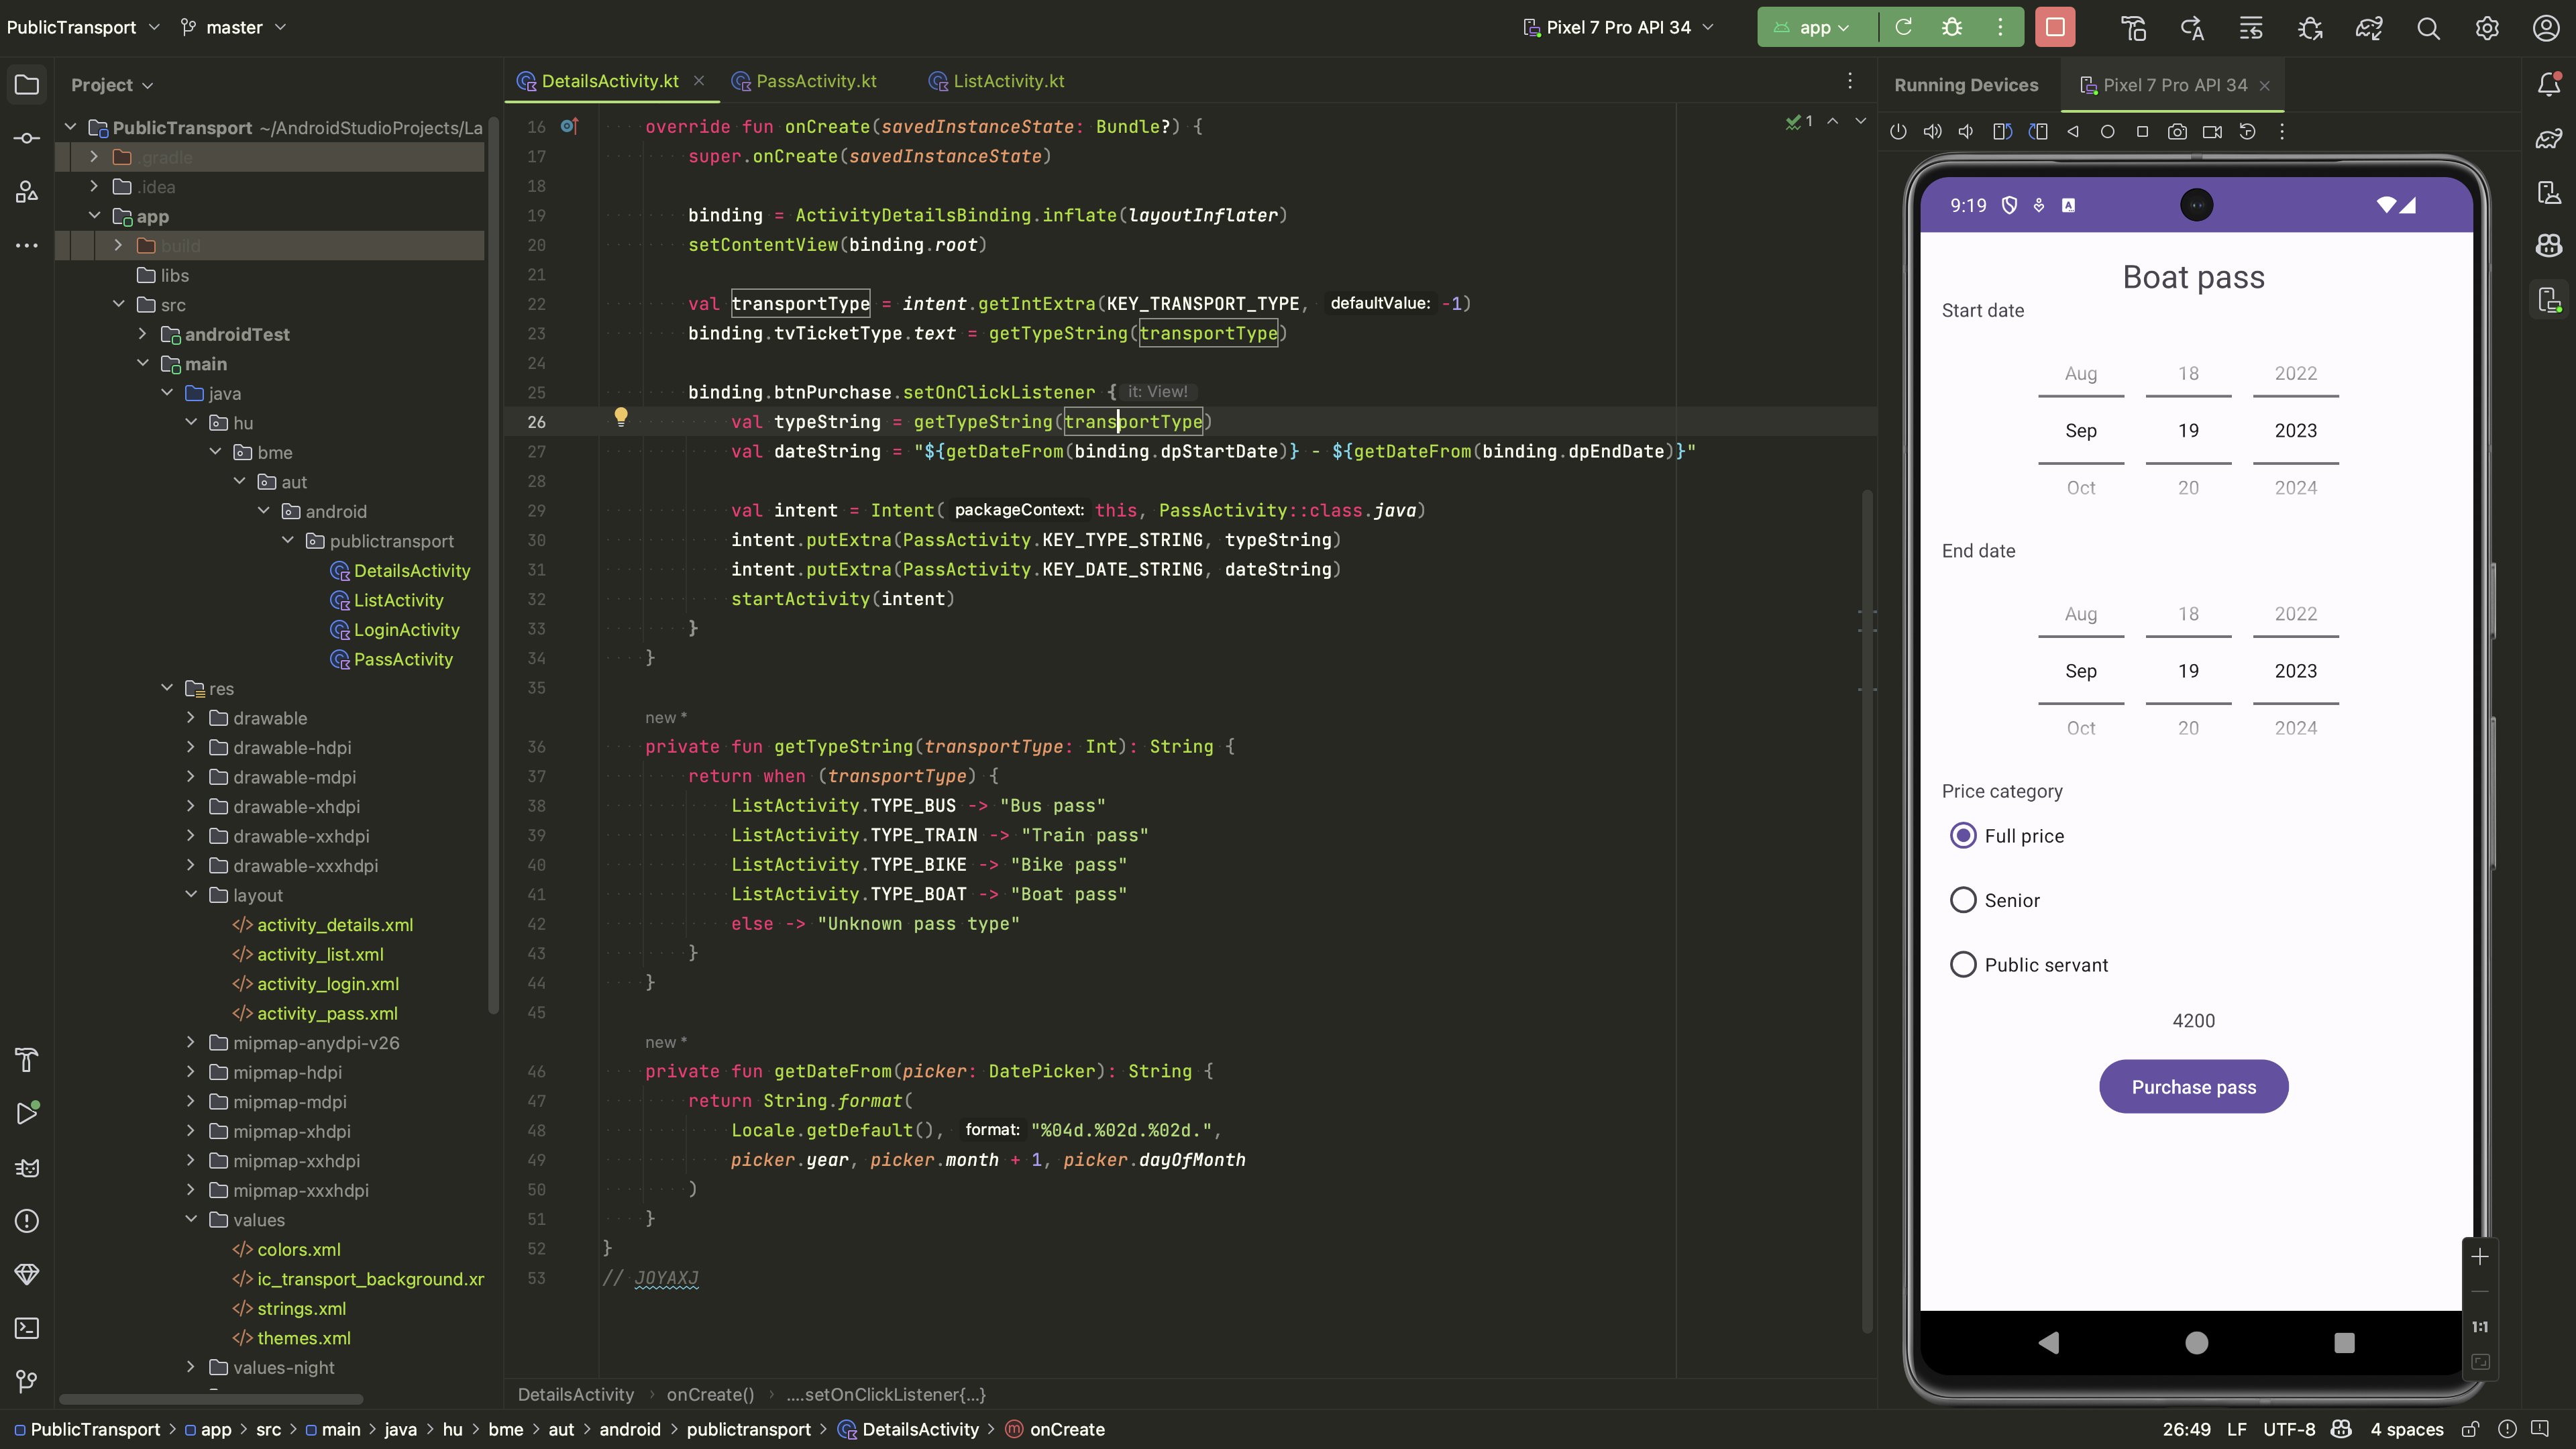 PublicTransport master
Pixel 7 Pro API 34 app
Project
PublicTransport ~/AndroidStudioProjects/La
.gradle
.idea
app
build
libs
src
androidTest
main
java
hu
bme
aut
android
publictransport
DetailsActivity
ListActivity
LoginActivity
PassActivity
res
drawable
drawable-hdpi
drawable-mdpi
drawable-xhdpi
drawable-xxhdpi
drawable-xxxhdpi
layout
activity_details.xml
activity_list.xml
activity_login.xml
activity_pass.xml
mipmap-anydpi-v26
mipmap-hdpi
mipmap-mdpi
mipmap-xhdpi
mipmap-xxhdpi
mipmap-xxxhdpi
values
colors.xml
ic_transport_background.xr
strings.xml
themes.xml
values-night
DetailsActivity.kt PassActivity.kt ListActivity.kt
1
16 override fun onCreate(savedInstanceState: Bundle?) {
17 super.onCreate(savedInstanceState)
18
19 binding = ActivityDetailsBinding.inflate(layoutInflater)
20 setContentView(binding.root)
21
22 val transportType = intent.getIntExtra(KEY_TRANSPORT_TYPE, defaultValue: -1)
23 binding.tvTicketType.text = getTypeString(transportType)
24
25 binding.btnPurchase.setOnClickListener { it: View!
26 val typeString = getTypeString(transportType)
27 val dateString = "${getDateFrom(binding.dpStartDate)} - ${getDateFrom(binding.dpEndDate)}"
28
29 val intent = Intent( packageContext: this, PassActivity::class.java)
30 intent.putExtra(PassActivity.KEY_TYPE_STRING, typeString)
31 intent.putExtra(PassActivity.KEY_DATE_STRING, dateString)
32 startActivity(intent)
33 }
34 }
35
new *
36 private fun getTypeString(transportType: Int): String {
37 return when (transportType) {
38 ListActivity.TYPE_BUS -> "Bus pass"
39 ListActivity.TYPE_TRAIN -> "Train pass"
40 ListActivity.TYPE_BIKE -> "Bike pass"
41 ListActivity.TYPE_BOAT -> "Boat pass"
42 else -> "Unknown pass type"
43 }
44 }
45
new *
46 private fun getDateFrom(picker: DatePicker): String {
47 return String.format(
48 Locale.getDefault(), format: "%04d.%02d.%02d.",
49 picker.year, picker.month + 1, picker.dayOfMonth
50 )
51 }
52 }
53 // JOYAXJ
DetailsActivity › onCreate() › ....setOnClickListener{...}
Running Devices Pixel 7 Pro API 34
9:19 A
Boat pass
Start date
Aug 18 2022
Sep 19 2023
Oct 20 2024
End date
Aug 18 2022
Sep 19 2023
Oct 20 2024
Price category
Full price
Senior
Public servant
4200
Purchase pass
1:1
PublicTransport › app › src › main › java › hu › bme › aut › android › publictransport › DetailsActivity › m onCreate
26:49 LF UTF-8 4 spaces